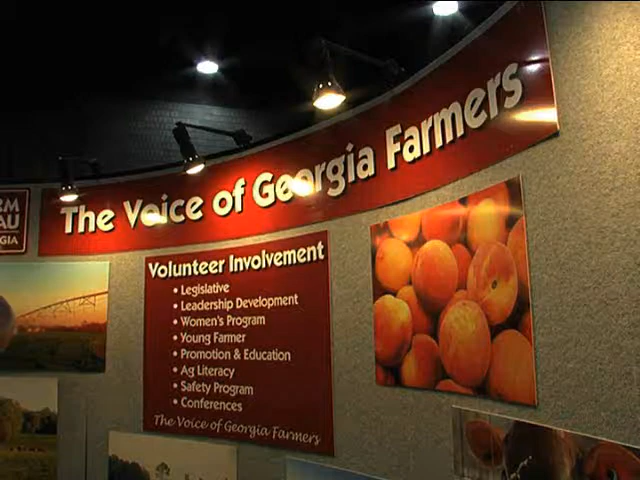 The Voice of Georgia Farmers
Volunteer Involvement
• Legislative
• Leadership Development
• Women's Program
• Young Farmer
• Promotion & Education
• Ag Literacy
• Safety Program
• Conferences
The Voice of Georgia Farmers